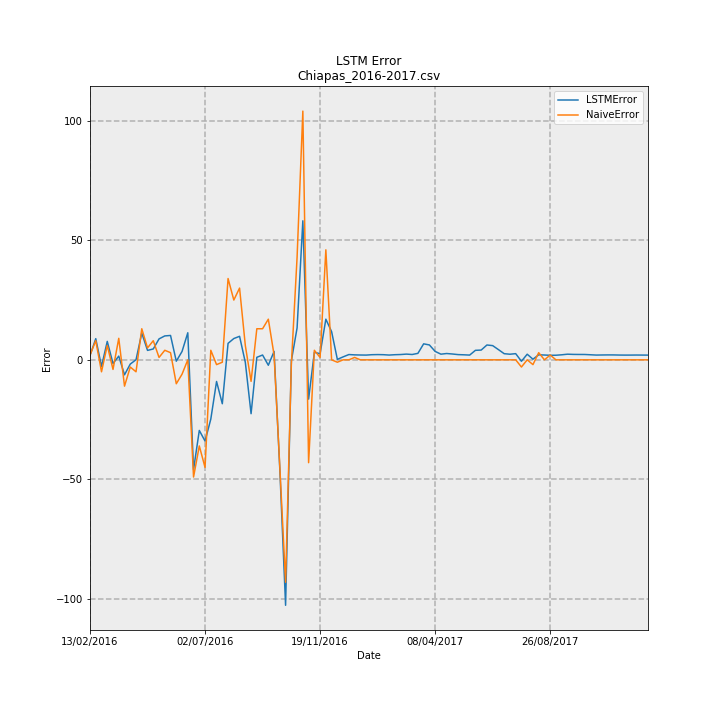 LSTM Error
Chiapas_2016-2017.csv
LSTMError
NaiveError
100
50
0
−50
−100
Error
13/02/2016
02/07/2016
19/11/2016
08/04/2017
26/08/2017
Date